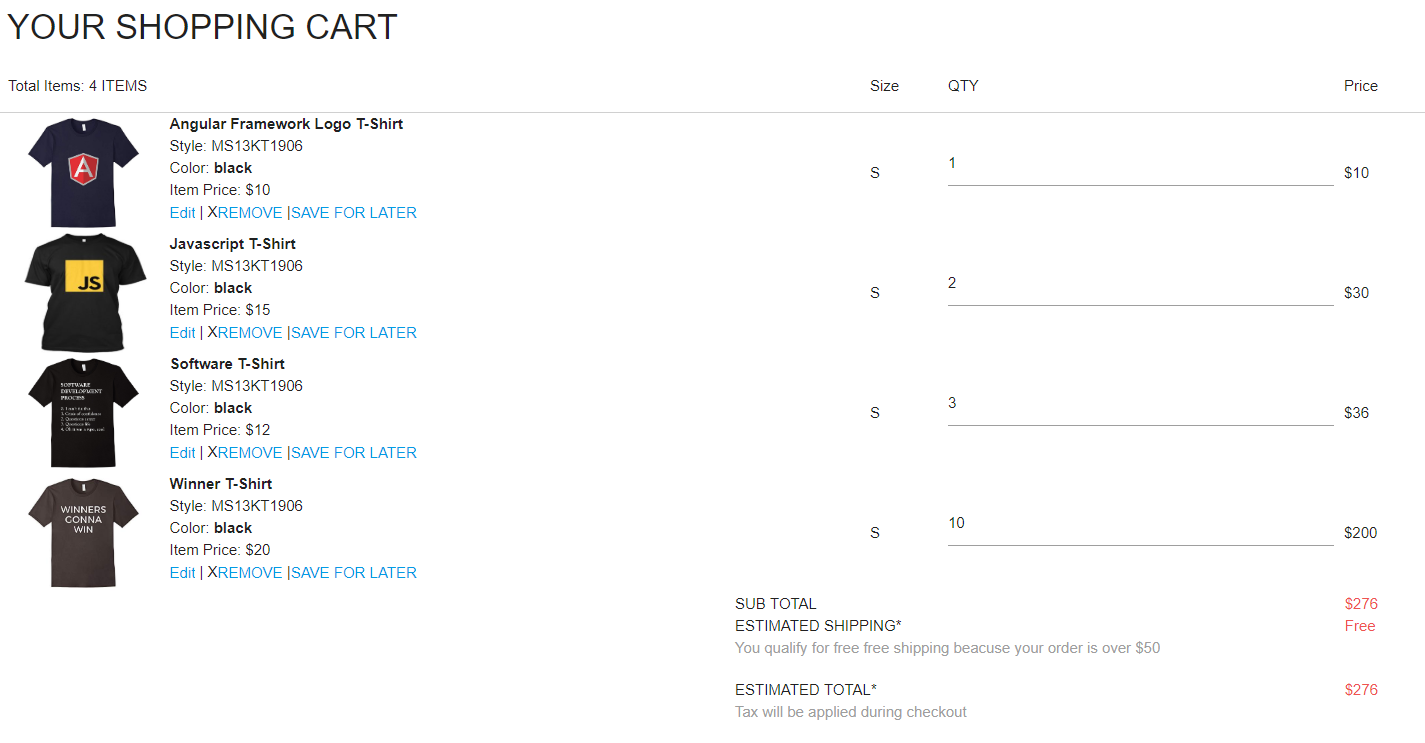 YOUR SHOPPING CART
Total Items: 4 ITEMS Size QTY Price
Angular Framework Logo T-Shirt
Style: MS13KT1906
Color: black
Item Price: $10
Edit | XREMOVE |SAVE FOR LATER
S 1 $10
A
Javascript T-Shirt
Style: MS13KT1906
Color: black
Item Price: $15
Edit | XREMOVE |SAVE FOR LATER
S 2 $30
JS
Software T-Shirt
Style: MS13KT1906
Color: black
Item Price: $12
Edit | XREMOVE |SAVE FOR LATER
S 3 $36
SOFTWARE
DEVELOPMENT
PROCESS
Winner T-Shirt
Style: MS13KT1906
Color: black
Item Price: $20
Edit | XREMOVE |SAVE FOR LATER
S 10 $200
WINNERS
GONNA
WIN
SUB TOTAL $276
ESTIMATED SHIPPING* Free
You qualify for free free shipping beacuse your order is over $50
ESTIMATED TOTAL* $276
Tax will be applied during checkout